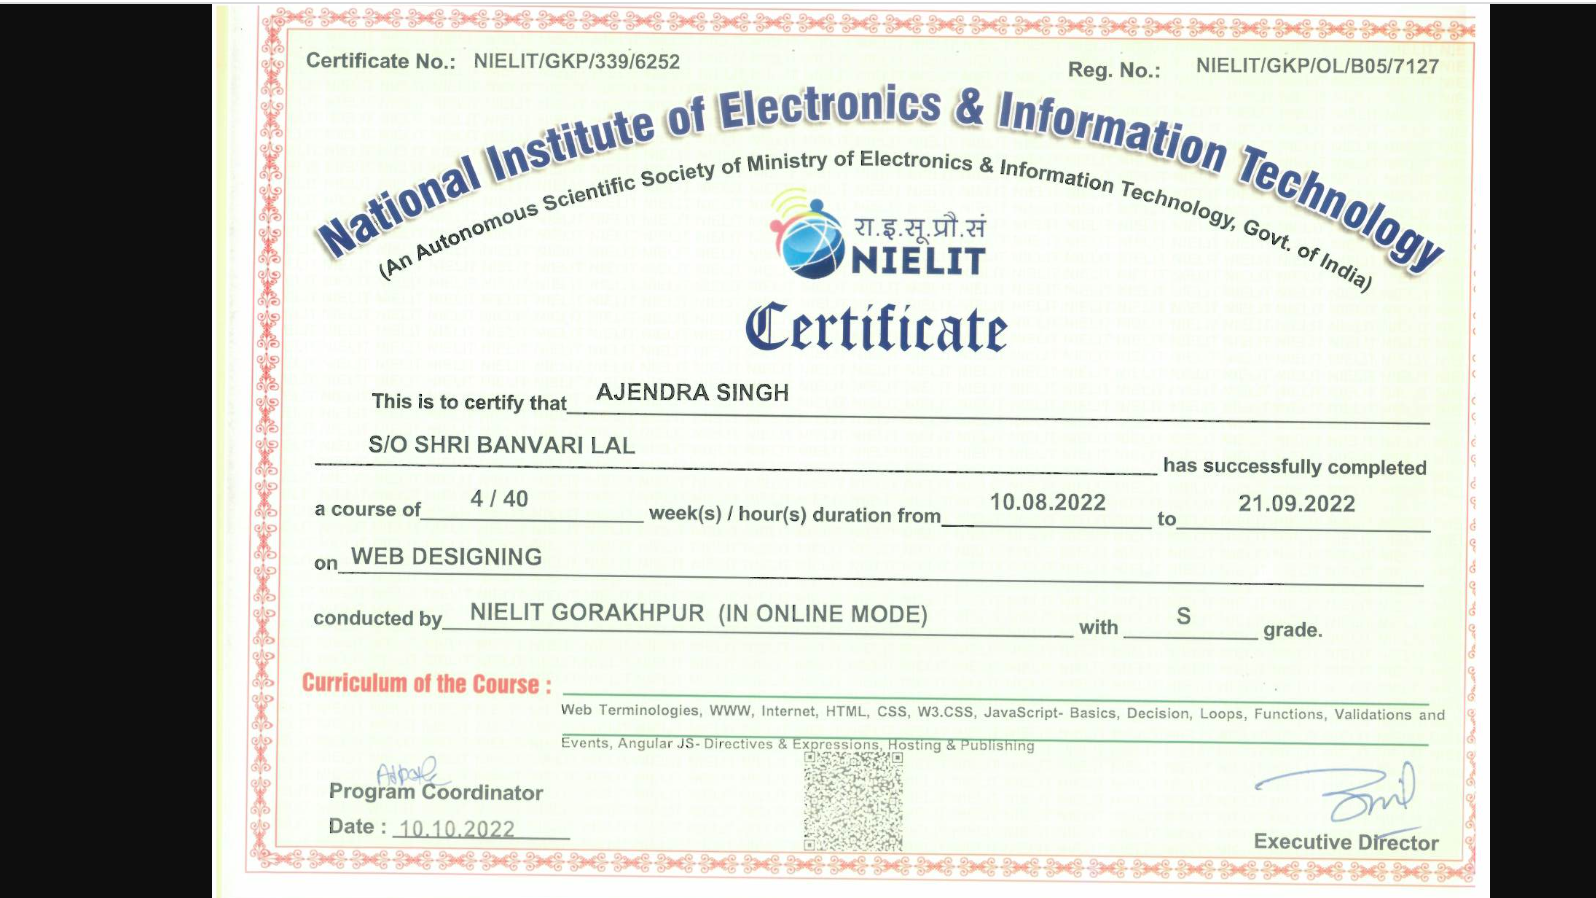 Certificate No.: NIELIT/GKP/339/6252
Reg. No.: NIELIT/GKP/OL/B05/7127
National Institute of Electronics & Information Technology
(An Autonomous Scientific Society of Ministry of Electronics & Information Technology, Govt. of India)
रा.इ.सू.प्रौ.सं
NIELIT
Certificate
This is to certify that AJENDRA SINGH
S/O SHRI BANVARI LAL has successfully completed
a course of 4 / 40 week(s) / hour(s) duration from 10.08.2022 to 21.09.2022
on WEB DESIGNING
conducted by NIELIT GORAKHPUR (IN ONLINE MODE) with S grade.
Curriculum of the Course :
Web Terminologies, WWW, Internet, HTML, CSS, W3.CSS, JavaScript- Basics, Decision, Loops, Functions, Validations and
Events, Angular JS- Directives & Expressions, Hosting & Publishing
Program Coordinator
Date : 10.10.2022
Executive Director